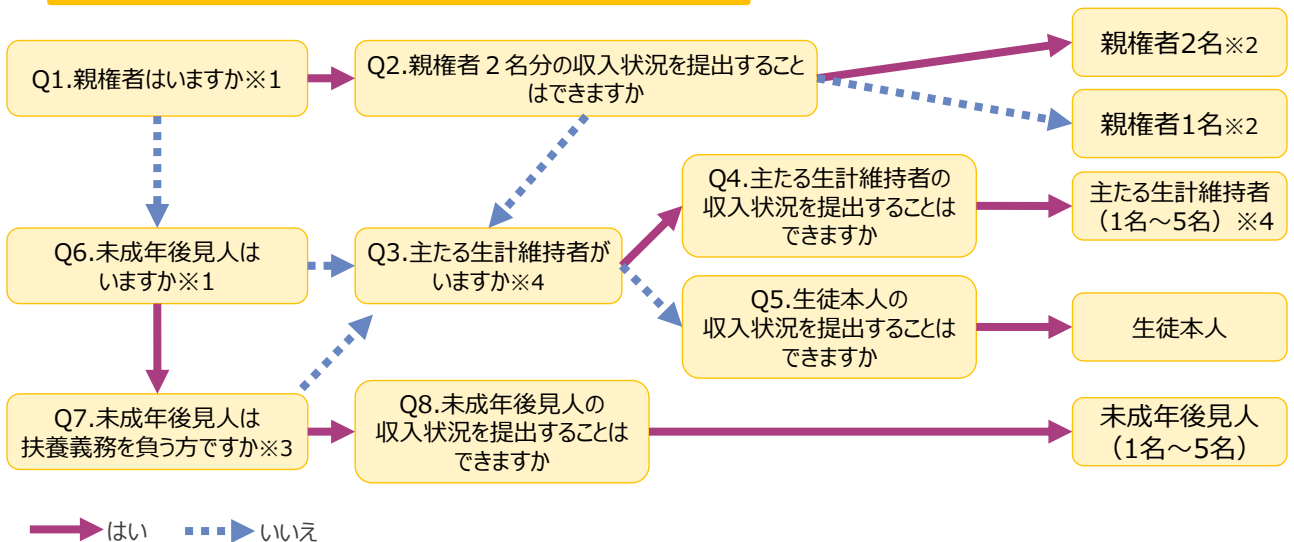 Q1.親権者はいますか※1
Q2.親権者２名分の収入状況を提出すること
はできますか
親権者2名※2
親権者1名※2
Q4.主たる生計維持者の
収入状況を提出することは
できますか
主たる生計維持者
（1名～5名）※4
Q6.未成年後見人は
いますか※1
Q3.主たる生計維持者が
いますか※4
Q5.生徒本人の
収入状況を提出することは
できますか
生徒本人
Q7.未成年後見人は
扶養義務を負う方ですか※3
Q8.未成年後見人の
収入状況を提出することは
できますか
未成年後見人
（1名～5名）
はい
いいえ